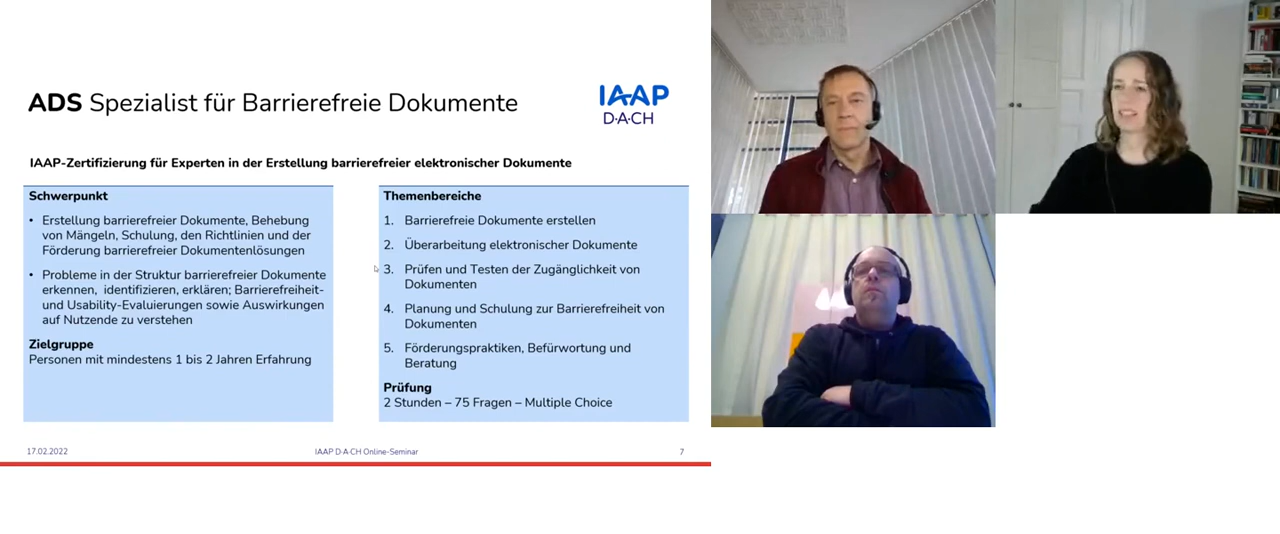 ADS Spezialist für Barrierefreie Dokumente
IAAP
D·A·CH
IAAP-Zertifizierung für Experten in der Erstellung barrierefreier elektronischer Dokumente
Schwerpunkt
• Erstellung barrierefreier Dokumente, Behebung
von Mängeln, Schulung, den Richtlinien und der
Förderung barrierefreier Dokumentenlösungen
• Probleme in der Struktur barrierefreier Dokumente
erkennen, identifizieren, erklären; Barrierefreiheit-
und Usability-Evaluierungen sowie Auswirkungen
auf Nutzende zu verstehen
Zielgruppe
Personen mit mindestens 1 bis 2 Jahren Erfahrung
Themenbereiche
1. Barrierefreie Dokumente erstellen
2. Überarbeitung elektronischer Dokumente
3. Prüfen und Testen der Zugänglichkeit von
Dokumenten
4. Planung und Schulung zur Barrierefreiheit von
Dokumenten
5. Förderungspraktiken, Befürwortung und
Beratung
Prüfung
2 Stunden – 75 Fragen – Multiple Choice
17.02.2022
IAAP D·A·CH Online-Seminar
7